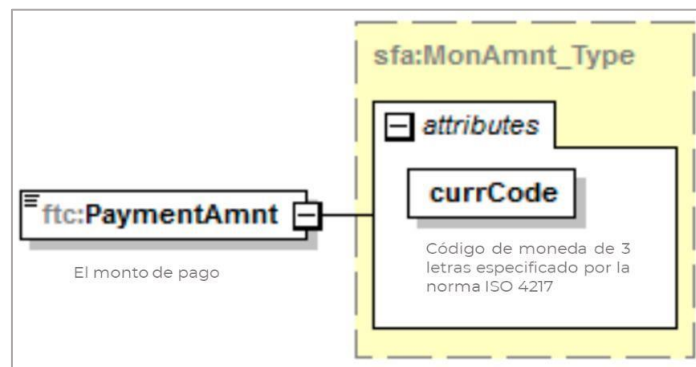 sfa:MonAmnt_Type
attributes
currCode
ftc:PaymentAmnt
El monto de pago
Código de moneda de 3
letras especificado por la
norma ISO 4217